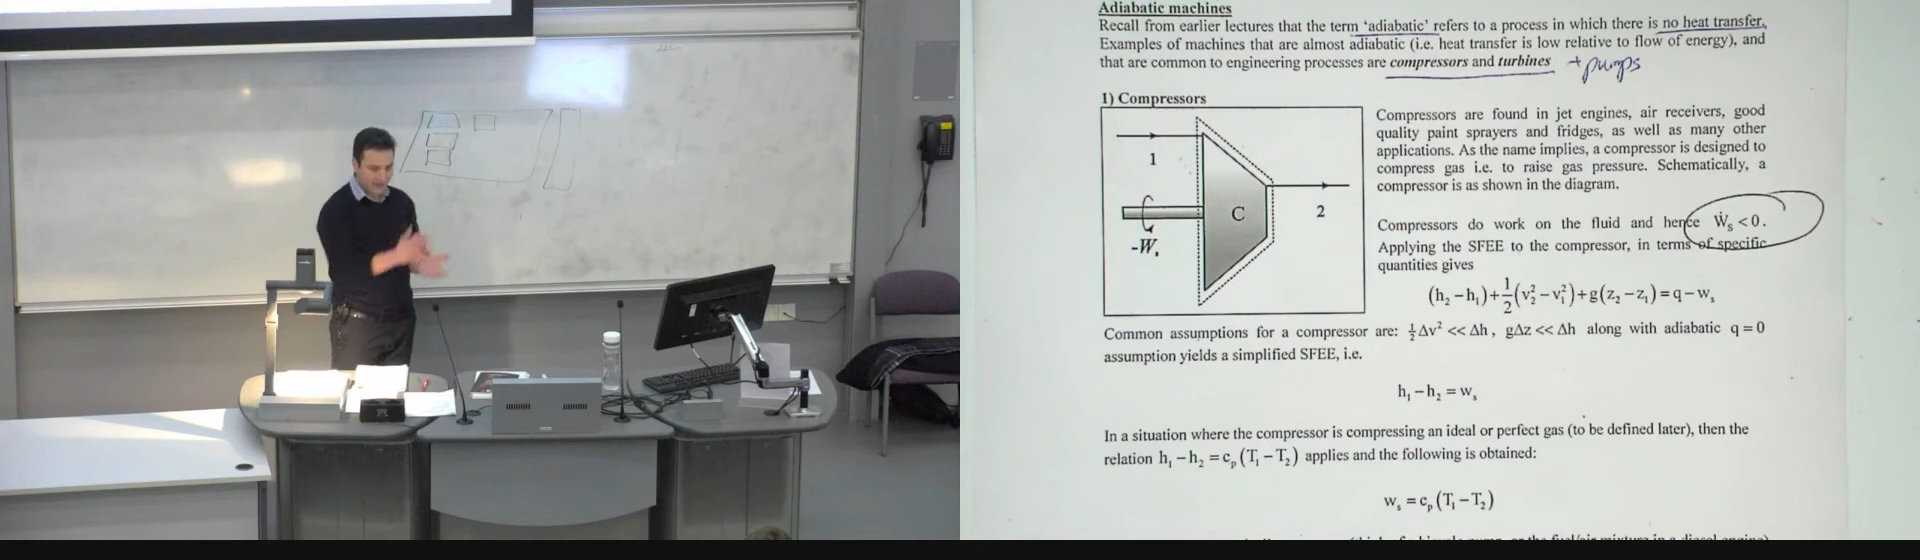 Adiabatic machines
Recall from earlier lectures that the term ‘adiabatic’ refers to a process in which there is no heat transfer.
Examples of machines that are almost adiabatic (i.e. heat transfer is low relative to flow of energy), and
that are common to engineering processes are compressors and turbines + pumps
1) Compressors
1
C
2
-Wₛ
Compressors are found in jet engines, air receivers, good
quality paint sprayers and fridges, as well as many other
applications. As the name implies, a compressor is designed to
compress gas i.e. to raise gas pressure. Schematically, a
compressor is as shown in the diagram.
Compressors do work on the fluid and hence Ẇₛ < 0.
Applying the SFEE to the compressor, in terms of specific
quantities gives
(h₂ – h₁) + ½(v₂² – v₁²) + g(z₂ – z₁) = q – wₛ
Common assumptions for a compressor are: ½Δv² << Δh , gΔz << Δh along with adiabatic q = 0
assumption yields a simplified SFEE, i.e.
h₁ – h₂ = wₛ
In a situation where the compressor is compressing an ideal or perfect gas (to be defined later), then the
relation h₁ – h₂ = cₚ(T₁ – T₂) applies and the following is obtained:
wₛ = cₚ(T₁ – T₂)